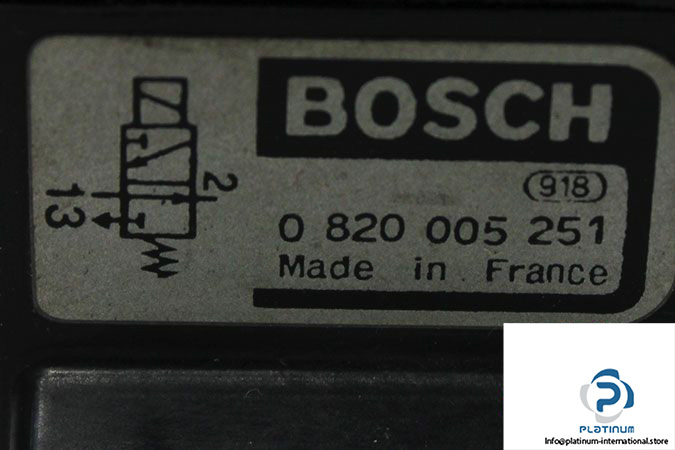 BOSCH
918
0 820 005 251
Made in France
2
13
PLATINUM
Info@platinum-international.store